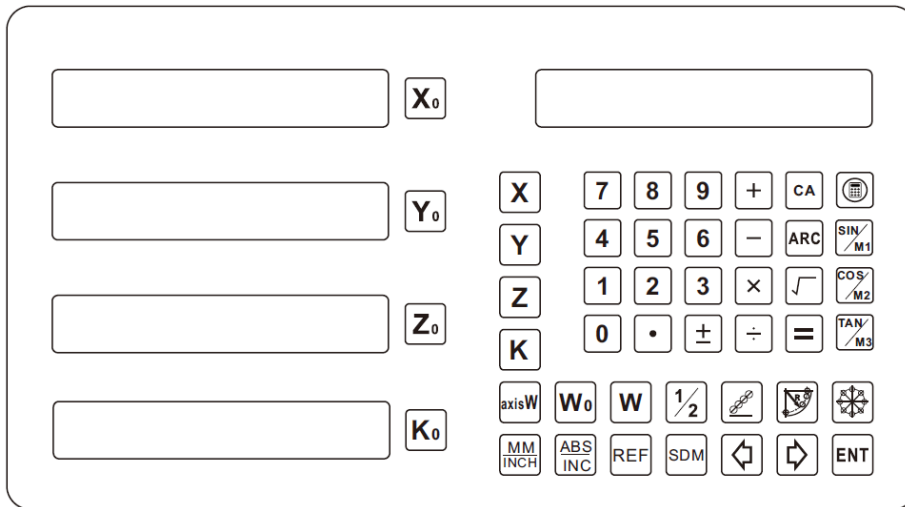 X₀
Y₀
Z₀
K₀
X 7 8 9 + CA
Y 4 5 6 − ARC SIN/M1
Z 1 2 3 × √ COS/M2
K 0 • ± ÷ = TAN/M3
axisW W₀ W 1/2 R
MM/INCH ABS/INC REF SDM ENT